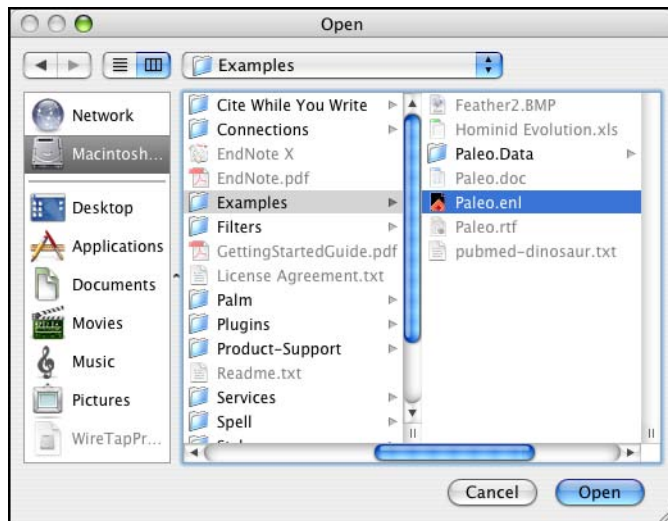 Open
Examples
Network
Macintosh...
Desktop
Applications
Documents
Movies
Music
Pictures
WireTapPr...
Cite While You Write
Connections
EndNote X
EndNote.pdf
Examples
Filters
GettingStartedGuide.pdf
License Agreement.txt
Palm
Plugins
Product-Support
Readme.txt
Services
Spell
Feather2.BMP
Hominid Evolution.xls
Paleo.Data
Paleo.doc
Paleo.enl
Paleo.rtf
pubmed-dinosaur.txt
Cancel
Open